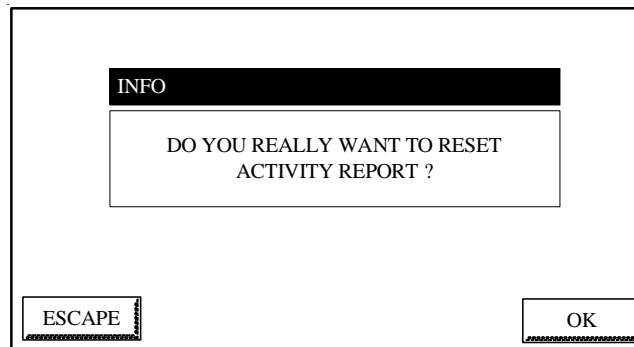 INFO
DO YOU REALLY WANT TO RESET
ACTIVITY REPORT ?
ESCAPE
OK